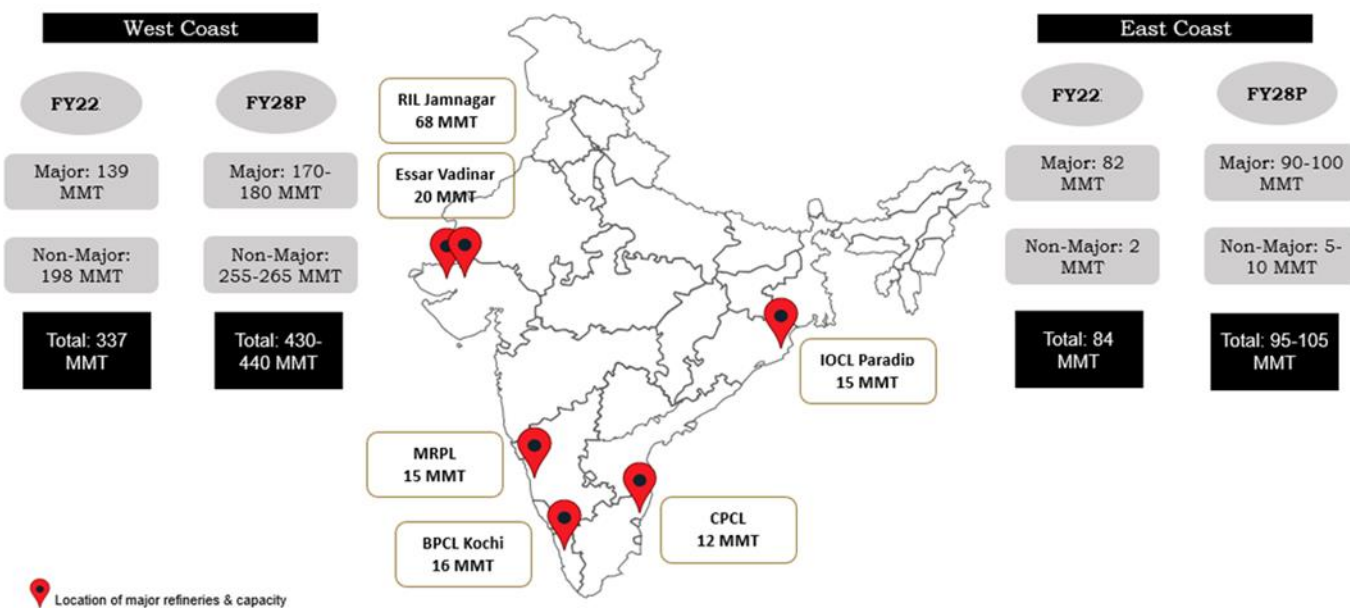 West Coast
FY22
FY28P
Major: 139
MMT
Major: 170-
180 MMT
Non-Major:
198 MMT
Non-Major:
255-265 MMT
Total: 337
MMT
Total: 430-
440 MMT
RIL Jamnagar
68 MMT
Essar Vadinar
20 MMT
MRPL
15 MMT
BPCL Kochi
16 MMT
IOCL Paradip
15 MMT
CPCL
12 MMT
East Coast
FY22
FY28P
Major: 82
MMT
Major: 90-100
MMT
Non-Major: 2
MMT
Non-Major: 5-
10 MMT
Total: 84
MMT
Total: 95-105
MMT
Location of major refineries & capacity